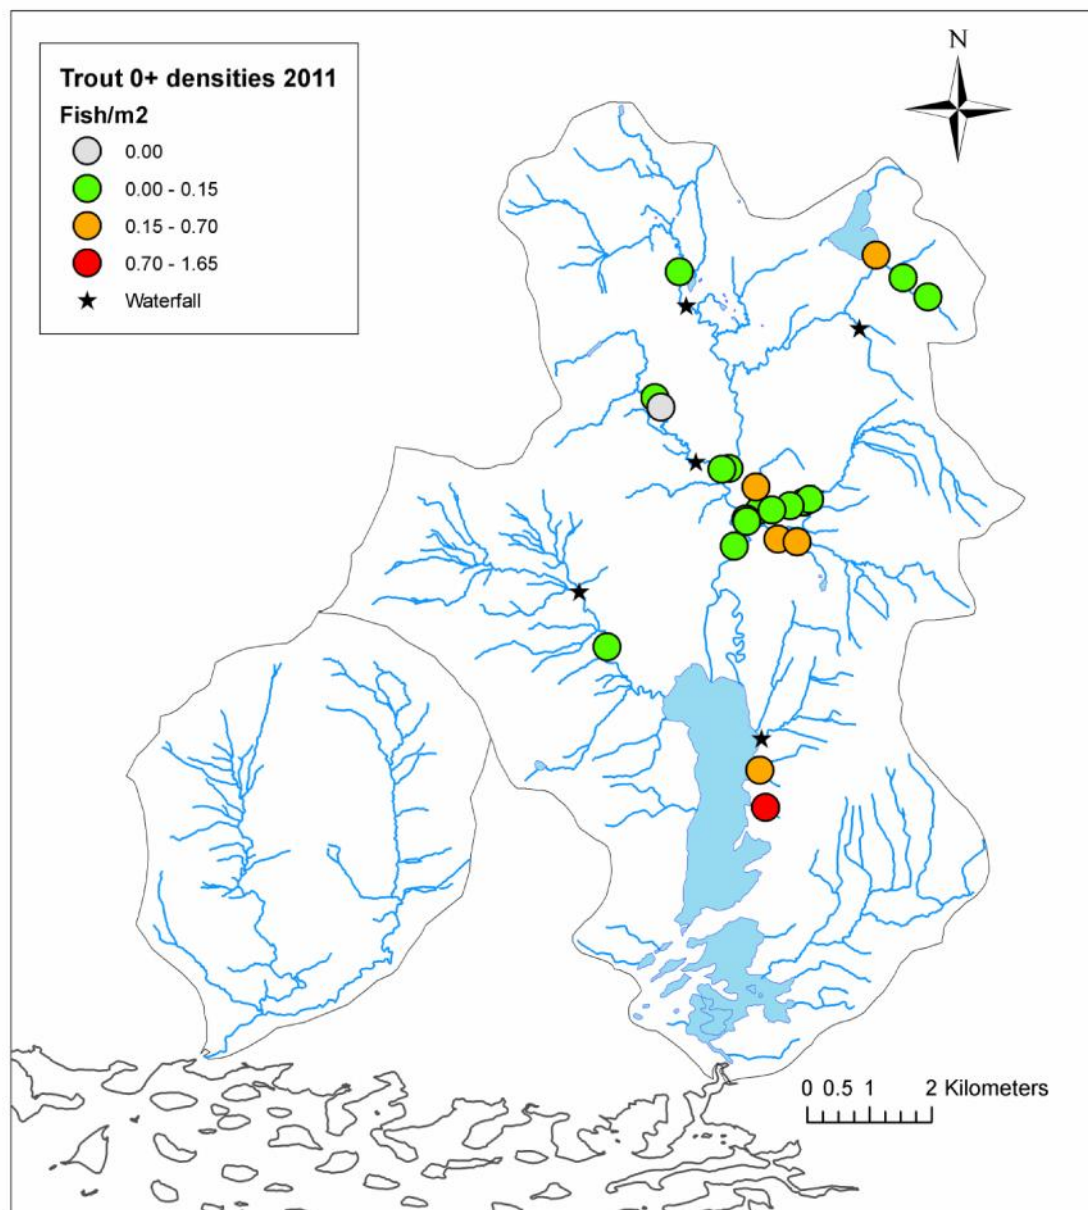 N
Trout 0+ densities 2011
Fish/m2
0.00
0.00 - 0.15
0.15 - 0.70
0.70 - 1.65
Waterfall
0 0.5 1 2 Kilometers